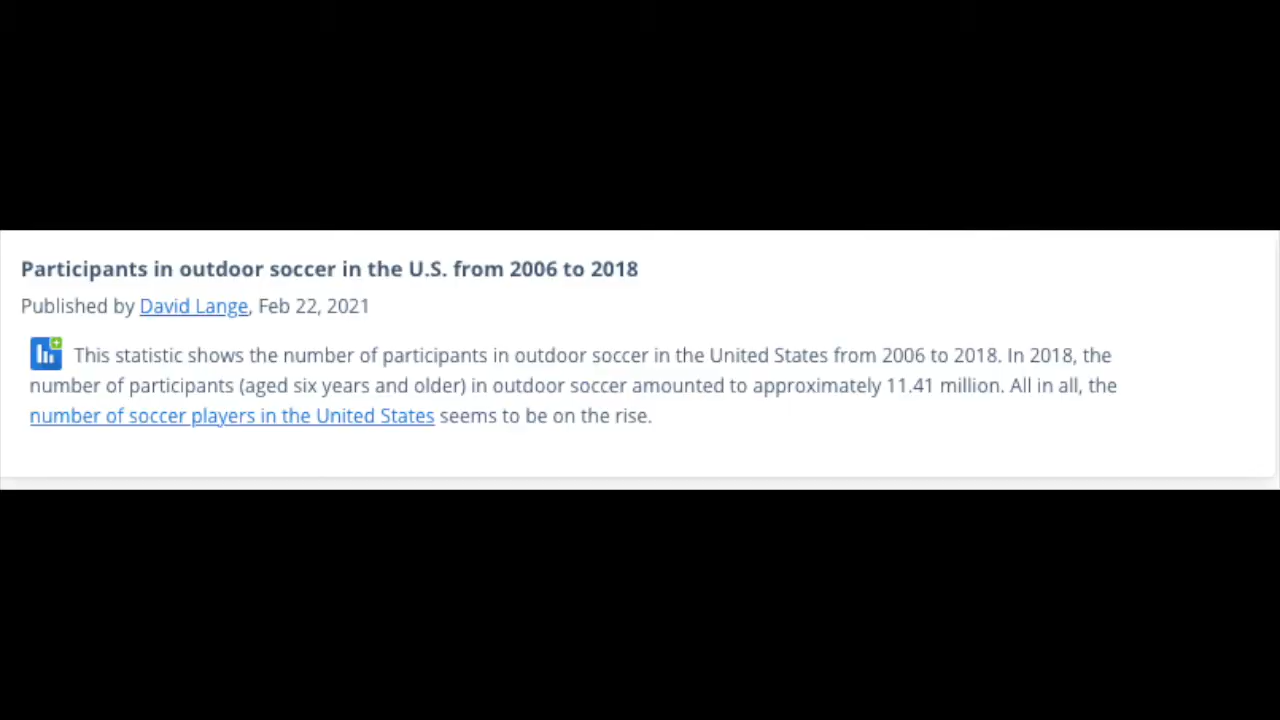 Participants in outdoor soccer in the U.S. from 2006 to 2018
Published by David Lange, Feb 22, 2021
This statistic shows the number of participants in outdoor soccer in the United States from 2006 to 2018. In 2018, the
number of participants (aged six years and older) in outdoor soccer amounted to approximately 11.41 million. All in all, the
number of soccer players in the United States seems to be on the rise.